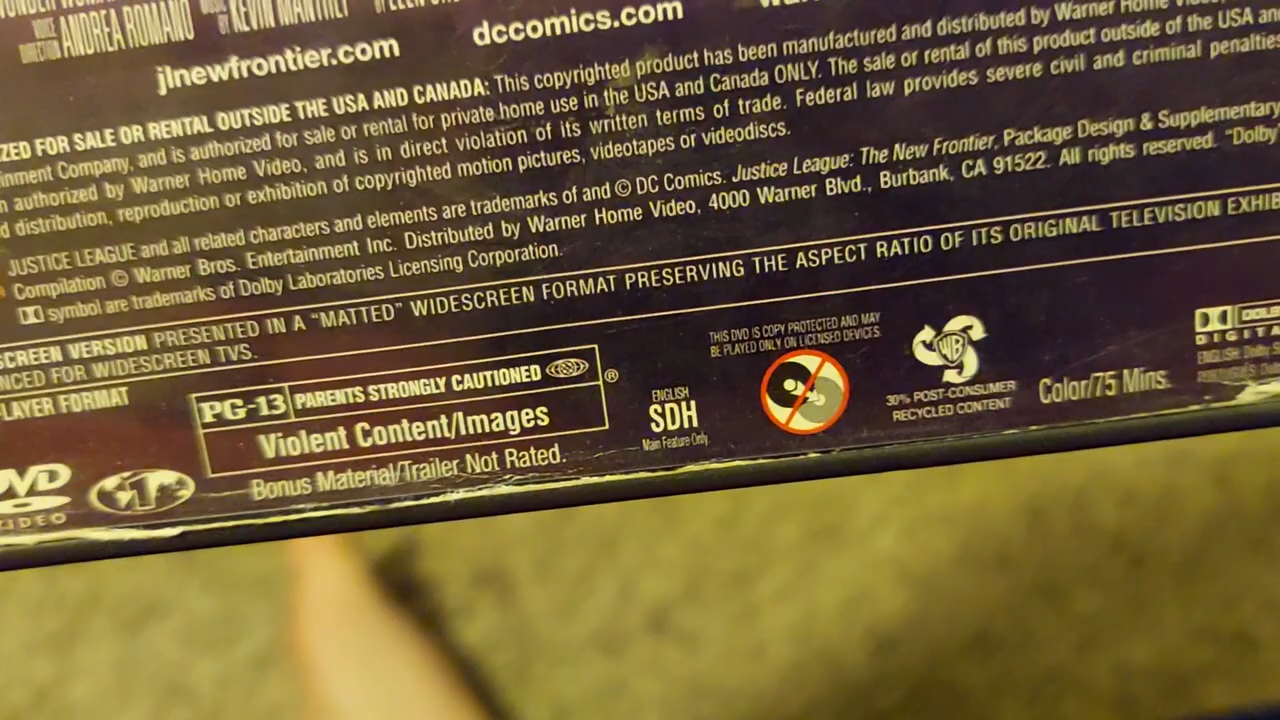 ANDREA ROMANO
KEVIN MANTHEI
jlnewfrontier.com
dccomics.com
ZED FOR SALE OR RENTAL OUTSIDE THE USA AND CANADA: This copyrighted product has been manufactured and distributed by Warner Home
inment Company, and is authorized for sale or rental for private home use in the USA and Canada ONLY. The sale or rental of this product outside of the USA an
authorized by Warner Home Video, and is in direct violation of its written terms of trade. Federal law provides severe civil and criminal penalties
d distribution, reproduction or exhibition of copyrighted motion pictures, videotapes or videodiscs.
JUSTICE LEAGUE and all related characters and elements are trademarks of and © DC Comics. Justice League: The New Frontier, Package Design & Supplementary
Compilation © Warner Bros. Entertainment Inc. Distributed by Warner Home Video, 4000 Warner Blvd., Burbank, CA 91522. All rights reserved. "Dolby
symbol are trademarks of Dolby Laboratories Licensing Corporation.
SCREEN VERSION PRESENTED IN A "MATTED" WIDESCREEN FORMAT PRESERVING THE ASPECT RATIO OF ITS ORIGINAL TELEVISION EXHIB
NCED FOR WIDESCREEN TVS.
-LAYER FORMAT
PG-13 PARENTS STRONGLY CAUTIONED ®
Violent Content/Images
Bonus Material/Trailer Not Rated.
DVD
VIDEO
1
ENGLISH
SDH
Main Feature Only.
THIS DVD IS COPY PROTECTED AND MAY
BE PLAYED ONLY ON LICENSED DEVICES.
WB
30% POST-CONSUMER
RECYCLED CONTENT
Color/75 Mins.
DIGITA